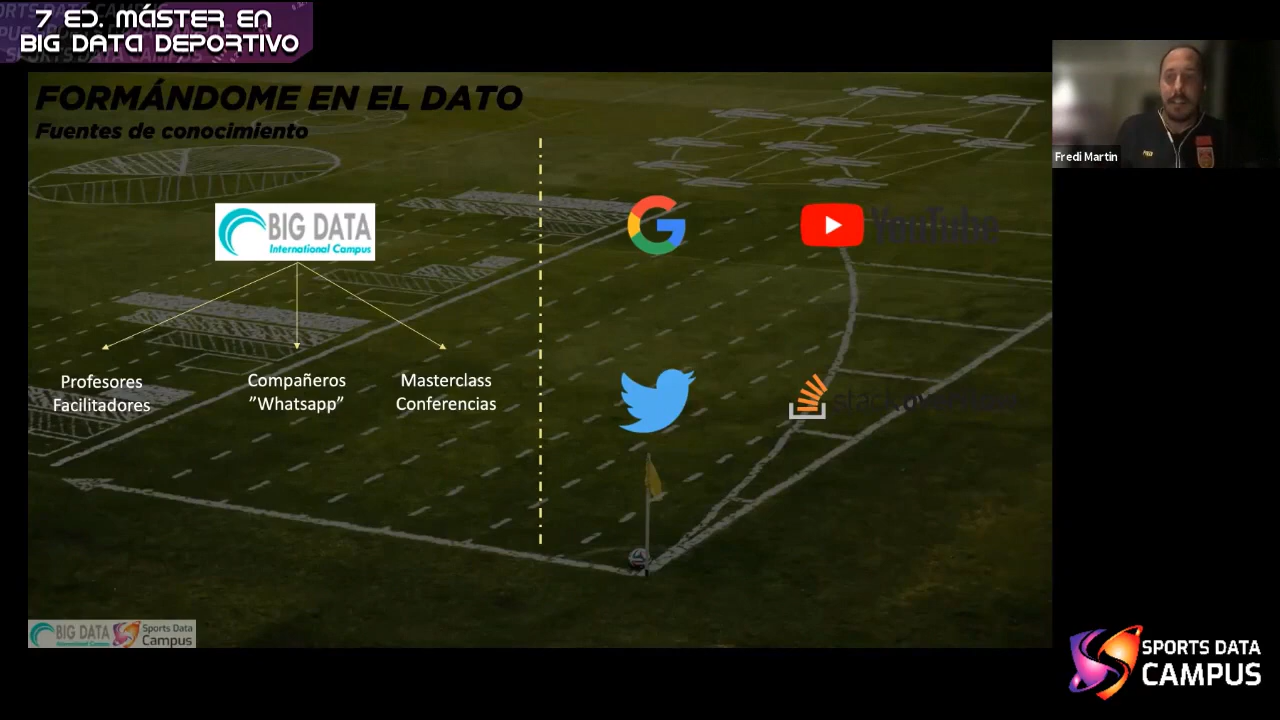 7 ED. MÁSTER EN
BIG DATA DEPORTIVO
FORMÁNDOME EN EL DATO
Fuentes de conocimiento
Fredi Martin
BIG DATA
International Campus
YouTube
Profesores
Facilitadores
Compañeros
”Whatsapp”
Masterclass
Conferencias
stackoverflow
BIG DATA
International Campus
Sports Data
Campus
SPORTS DATA
CAMPUS